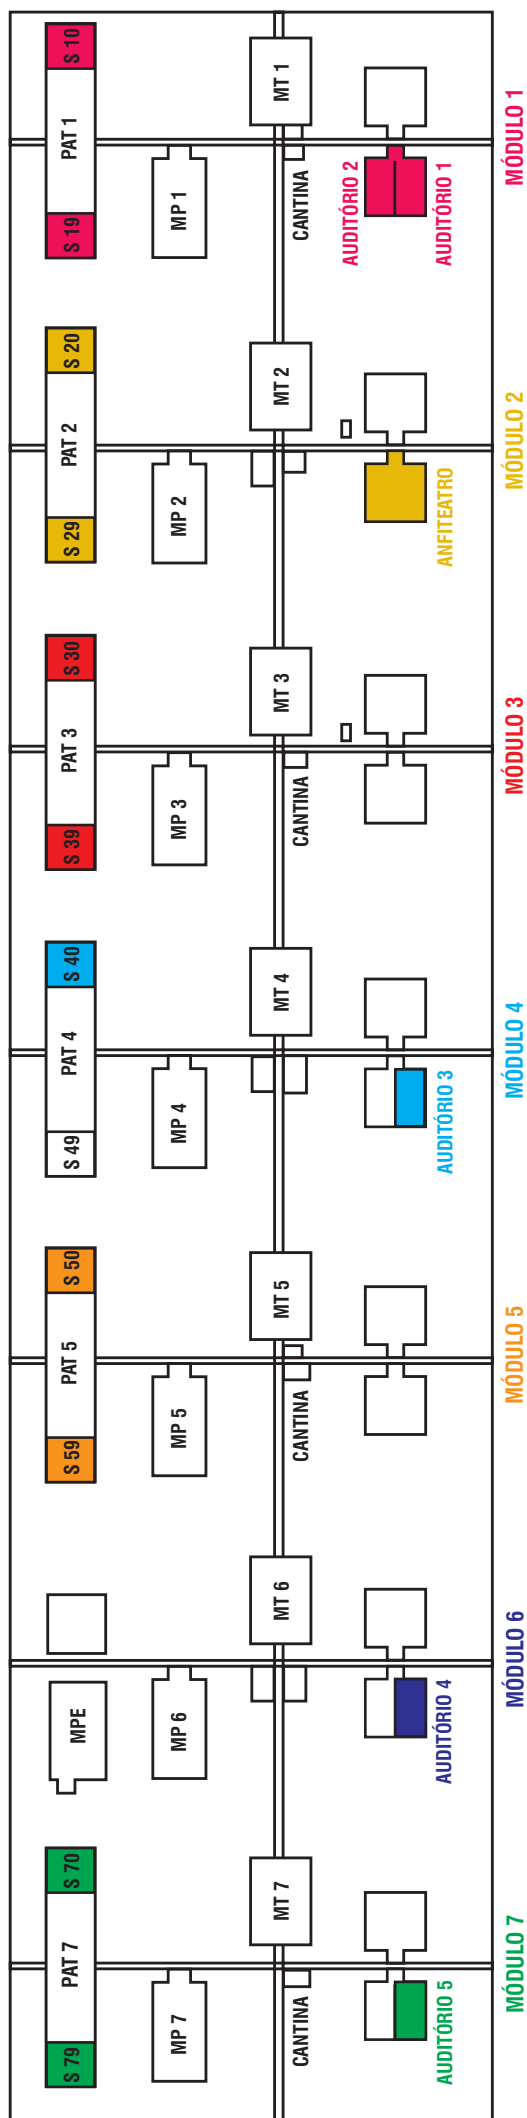 S 10
PAT 1
S 19
MP 1
MT 1
CANTINA
AUDITÓRIO 2
AUDITÓRIO 1
MÓDULO 1
S 20
PAT 2
S 29
MP 2
MT 2
ANFITEATRO
MÓDULO 2
S 30
PAT 3
S 39
MP 3
MT 3
CANTINA
MÓDULO 3
S 40
PAT 4
S 49
MP 4
MT 4
AUDITÓRIO 3
MÓDULO 4
S 50
PAT 5
S 59
MP 5
MT 5
CANTINA
MÓDULO 5
MPE
MP 6
MT 6
AUDITÓRIO 4
MÓDULO 6
S 70
PAT 7
S 79
MP 7
MT 7
CANTINA
AUDITÓRIO 5
MÓDULO 7